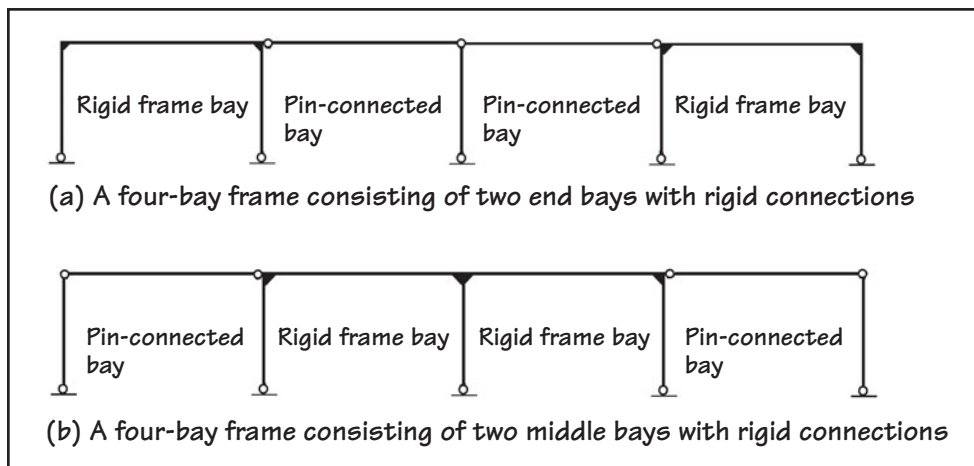 Rigid frame bay
Pin-connected
bay
Pin-connected
bay
Rigid frame bay
(a) A four-bay frame consisting of two end bays with rigid connections
Pin-connected
bay
Rigid frame bay
Rigid frame bay
Pin-connected
bay
(b) A four-bay frame consisting of two middle bays with rigid connections